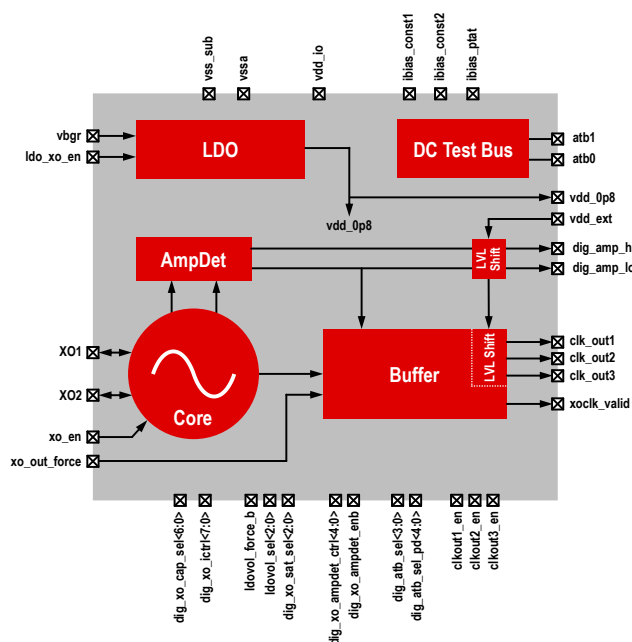 vss_sub
vssa
vdd_io
ibias_const1
ibias_const2
ibias_ptat
vbgr
ldo_xo_en
LDO
DC Test Bus
atb1
atb0
vdd_0p8
vdd_0p8
vdd_ext
AmpDet
LVL
Shift
dig_amp_h
dig_amp_lo
XO1
XO2
xo_en
xo_out_force
Core
Buffer
LVL Shift
clk_out1
clk_out2
clk_out3
xoclk_valid
dig_xo_cap_sel<6:0>
dig_xo_ictrl<7:0>
ldovol_force_b
ldovol_sel<2:0>
dig_xo_sat_sel<2:0>
dig_xo_ampdet_ctrl<4:0>
dig_xo_ampdet_enb
dig_atb_sel<3:0>
dig_atb_sel_pd<4:0>
clkout1_en
clkout2_en
clkout3_en